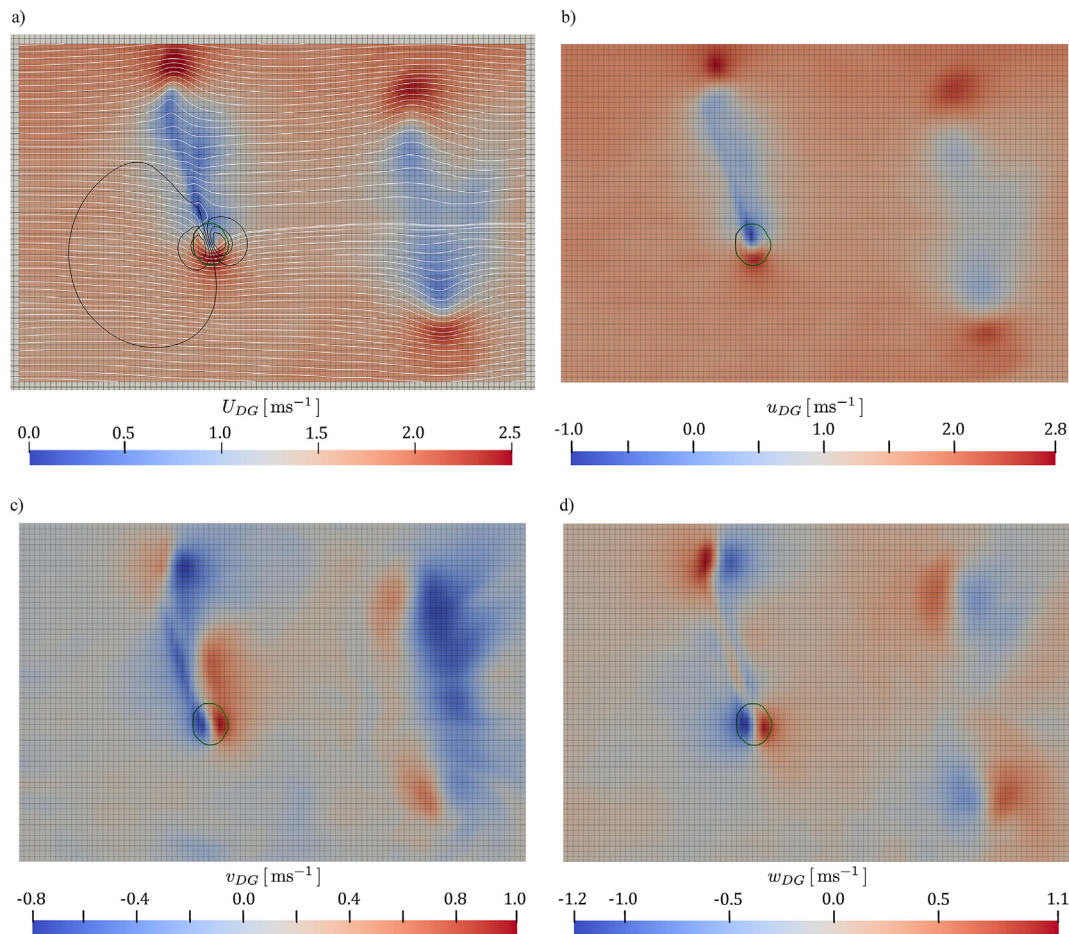 a)
b)
U_DG [ms⁻¹]
0.0 0.5 1.0 1.5 2.0 2.5
u_DG [ms⁻¹]
-1.0 0.0 1.0 2.0 2.8
c)
d)
v_DG [ms⁻¹]
-0.8 -0.4 0.0 0.4 0.8 1.0
w_DG [ms⁻¹]
-1.2 -1.0 -0.5 0.0 0.5 1.1